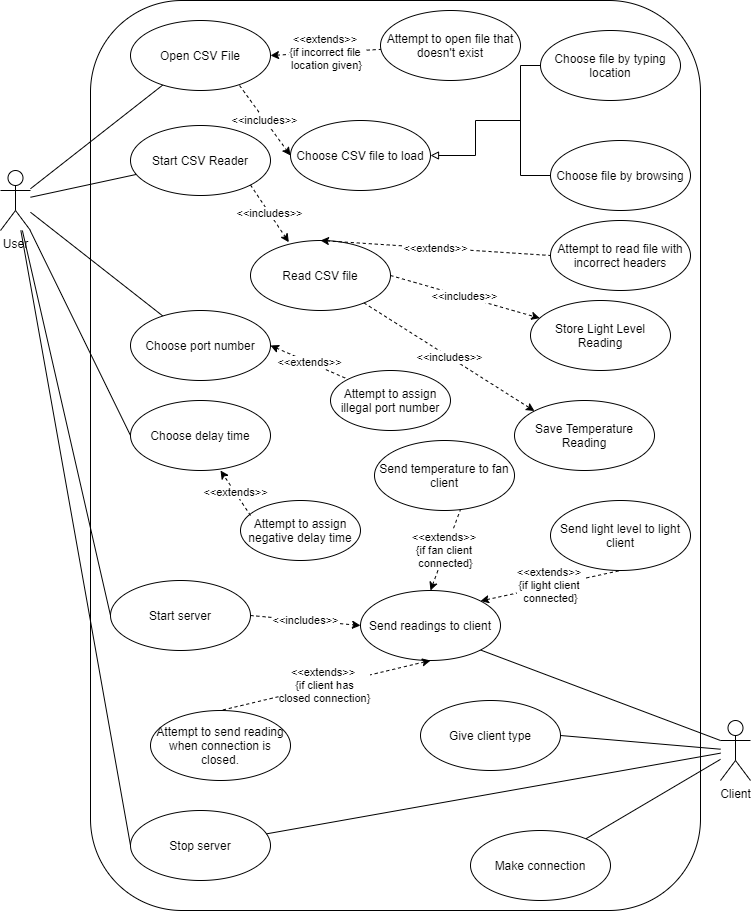 Open CSV File
<<extends>>
{if incorrect file
location given}
Attempt to open file that
doesn't exist
Choose file by typing
location
<<includes>>
Start CSV Reader
Choose CSV file to load
Choose file by browsing
User
<<includes>>
<<extends>>
Attempt to read file with
incorrect headers
Read CSV file
<<includes>>
Store Light Level
Reading
Choose port number
<<extends>>
<<includes>>
Attempt to assign
illegal port number
Choose delay time
Save Temperature
Reading
Send temperature to fan
client
<<extends>>
Attempt to assign
negative delay time
<<extends>>
{if fan client
connected}
Send light level to light
client
<<extends>>
{if light client
connected}
Start server
<<includes>>
Send readings to client
<<extends>>
{if client has
closed connection}
Attempt to send reading
when connection is
closed.
Give client type
Client
Stop server
Make connection